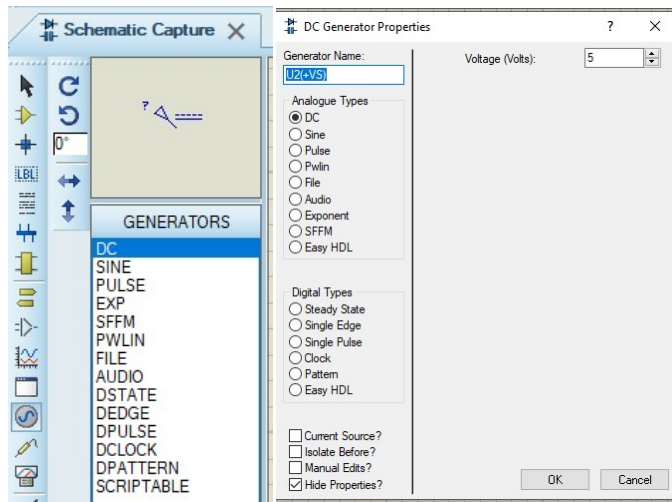 Schematic Capture
0°
LBL
?
GENERATORS
DC
SINE
PULSE
EXP
SFFM
PWLIN
FILE
AUDIO
DSTATE
DEDGE
DPULSE
DCLOCK
DPATTERN
SCRIPTABLE
DC Generator Properties
?
Generator Name:
U2(+VS)
Analogue Types
DC
Sine
Pulse
Pwlin
File
Audio
Exponent
SFFM
Easy HDL
Digital Types
Steady State
Single Edge
Single Pulse
Clock
Pattern
Easy HDL
Current Source?
Isolate Before?
Manual Edits?
Hide Properties?
Voltage (Volts):
5
OK
Cancel